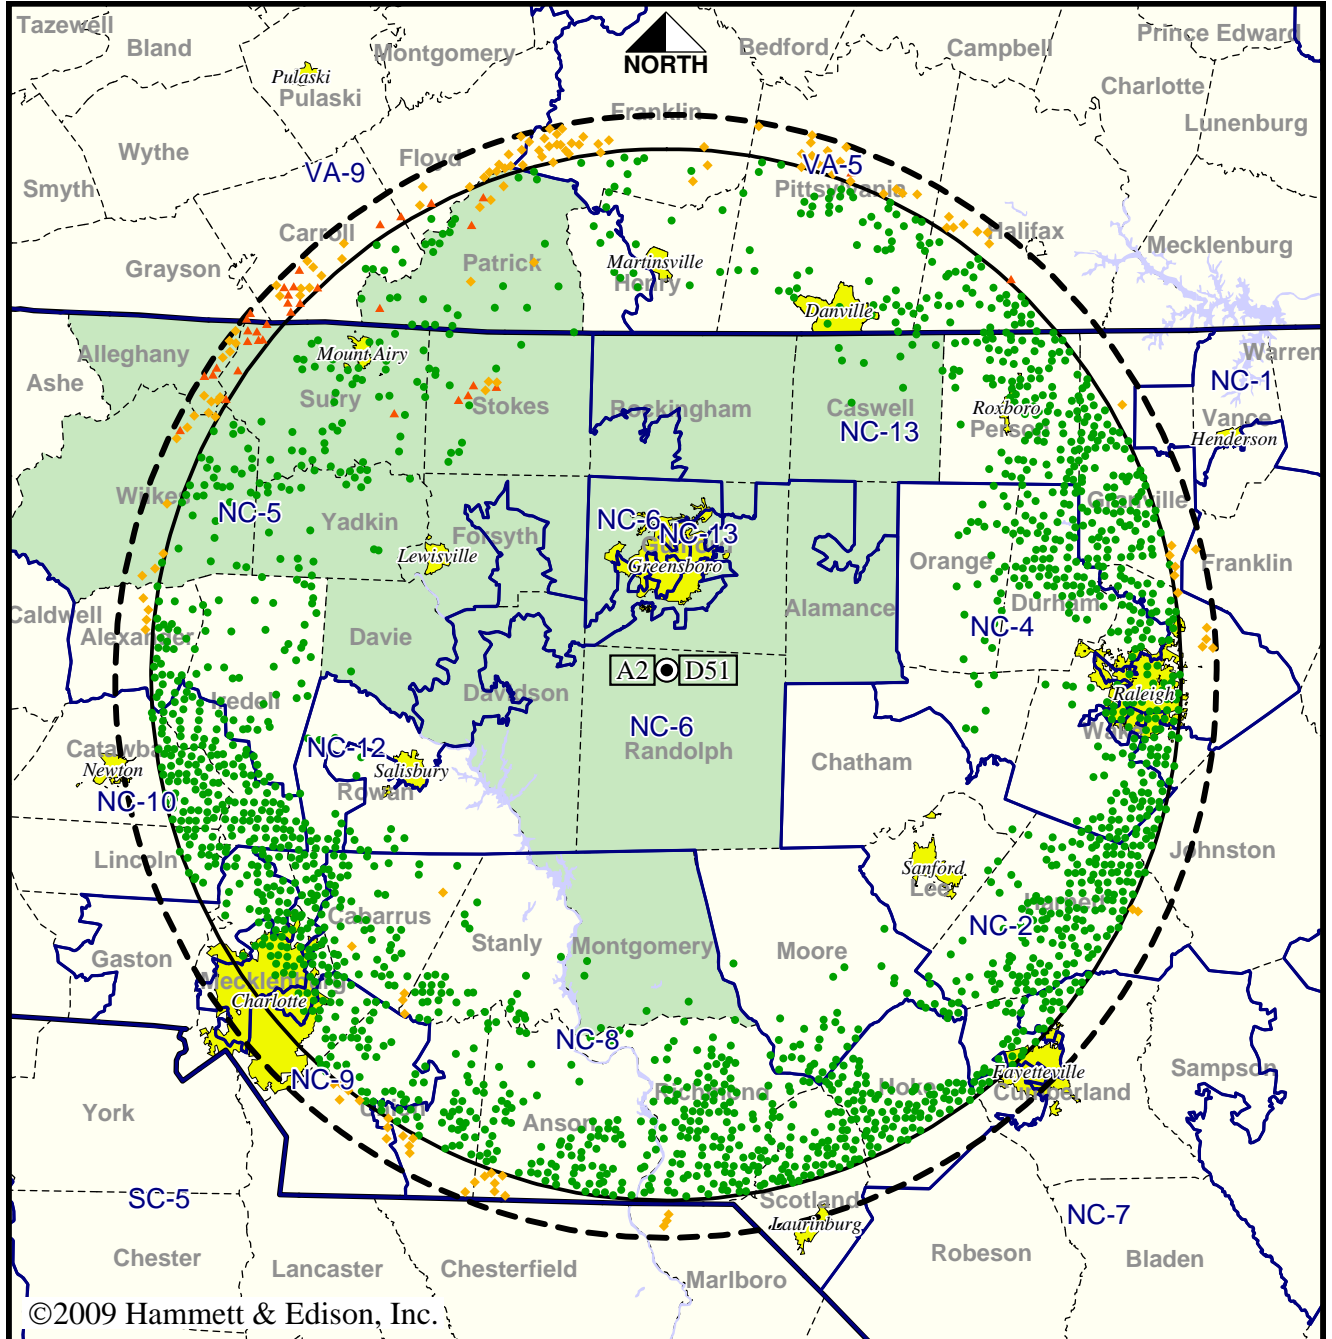 Tazewell
Bland
Montgomery
NORTH
Bedford
Campbell
Prince Edward
Pulaski
Pulaski
Charlotte
Franklin
Lunenburg
Wythe
Floyd
VA-9
VA-5
Smyth
Pittsylvania
Carroll
Halifax
Mecklenburg
Grayson
Patrick
Martinsville
Henry
Danville
Alleghany
Mount Airy
Warren
Ashe
NC-1
Surry
Stokes
Rockingham
Caswell
Roxboro
Person
Vance
NC-13
Henderson
Wilkes
NC-5
Yadkin
Forsyth
NC-6
NC-13
Granville
Lewisville
Guilford
Greensboro
Orange
Franklin
Caldwell
Alexander
Davie
Alamance
Durham
NC-4
A2
D51
Iredell
Davidson
Raleigh
NC-6
Wake
Catawba
NC-12
Randolph
Chatham
Newton
Salisbury
NC-10
Rowan
Lincoln
Johnston
Sanford
Lee
Harnett
Cabarrus
NC-2
Stanly
Montgomery
Moore
Gaston
Mecklenburg
Charlotte
NC-8
Sampson
NC-9
Fayetteville
Richmond
Hoke
Cumberland
York
Union
Anson
SC-5
Scotland
NC-7
Laurinburg
Chester
Robeson
Bladen
Lancaster
Chesterfield
Marlboro
©2009 Hammett & Edison, Inc.